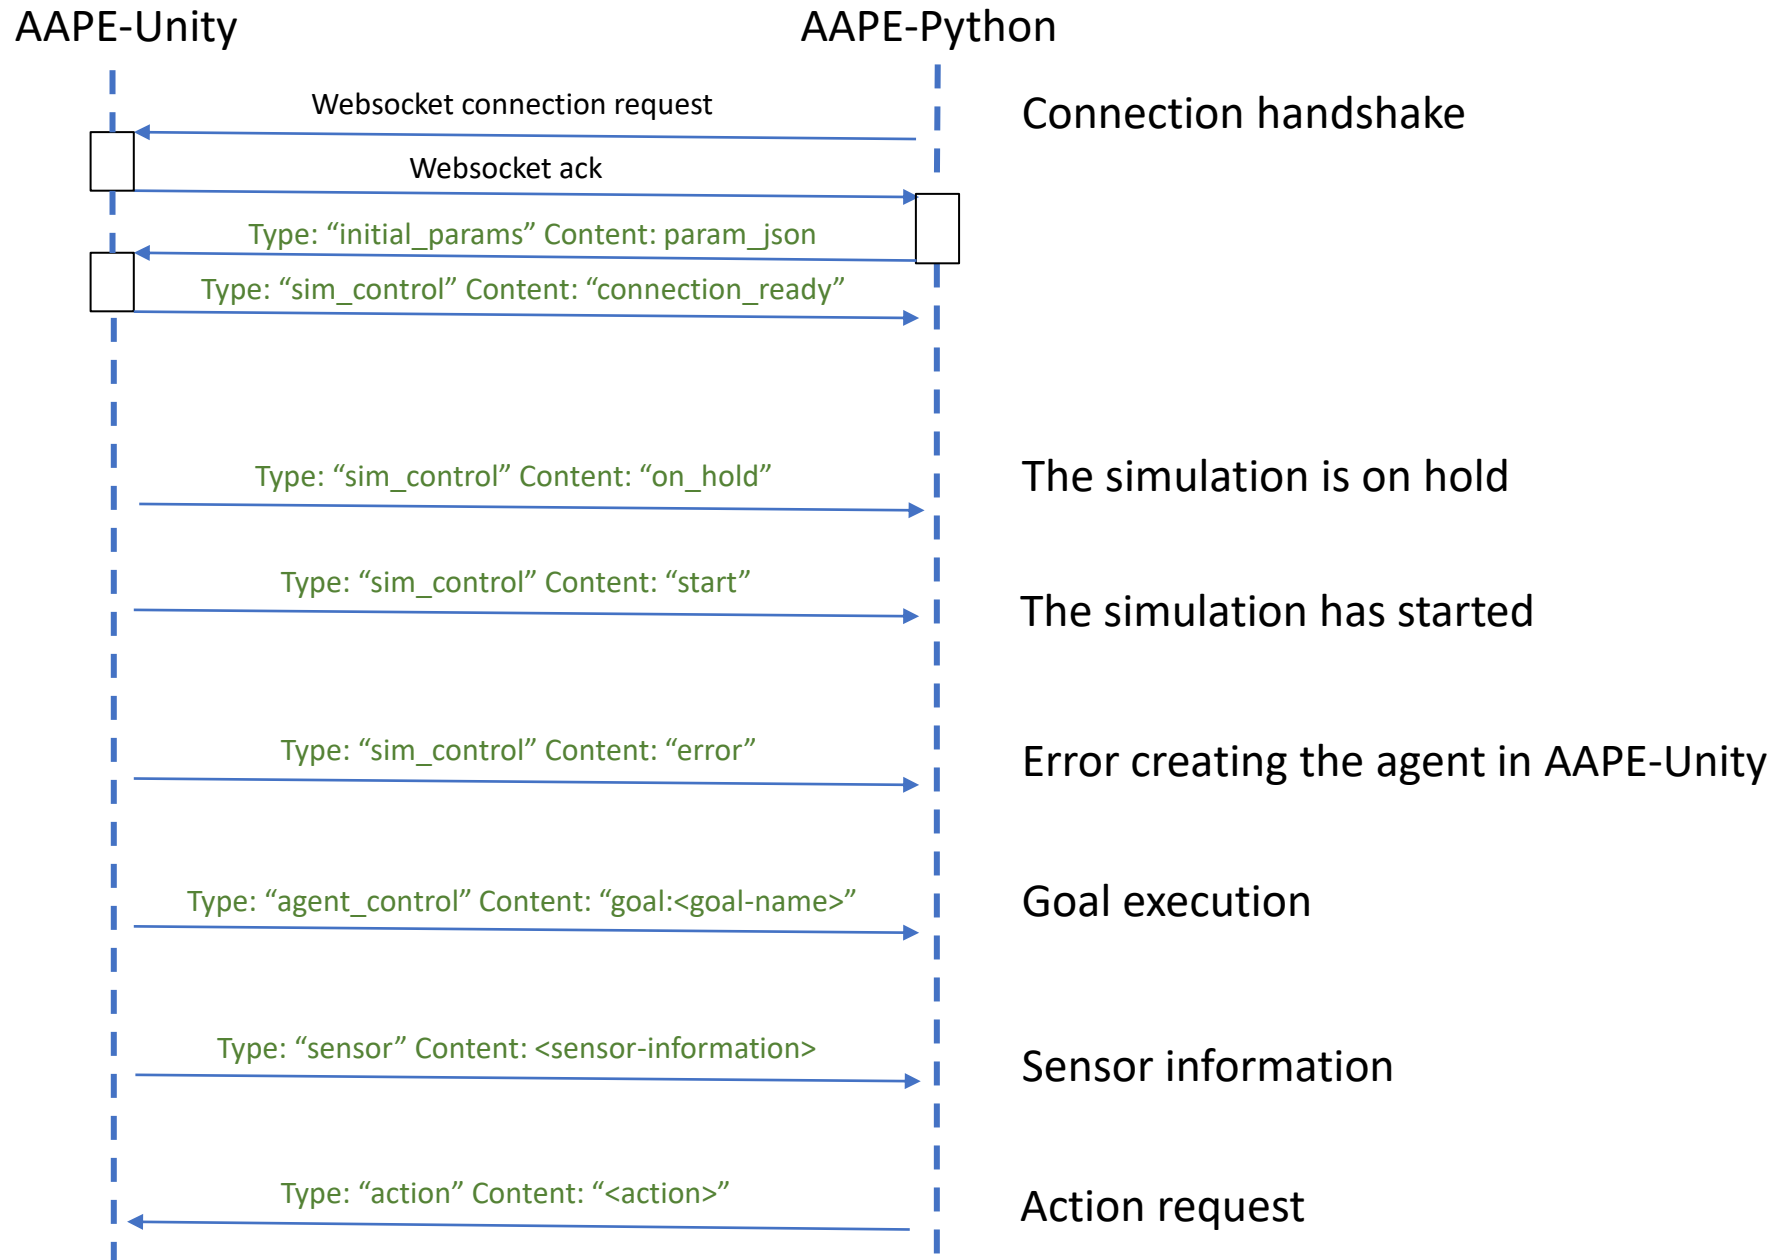 AAPE-Unity
AAPE-Python
Websocket connection request
Connection handshake
Websocket ack
Type: “initial_params” Content: param_json
Type: “sim_control” Content: “connection_ready”
Type: “sim_control” Content: “on_hold”
The simulation is on hold
Type: “sim_control” Content: “start”
The simulation has started
Type: “sim_control” Content: “error”
Error creating the agent in AAPE-Unity
Type: “agent_control” Content: “goal:<goal-name>”
Goal execution
Type: “sensor” Content: <sensor-information>
Sensor information
Type: “action” Content: “<action>”
Action request